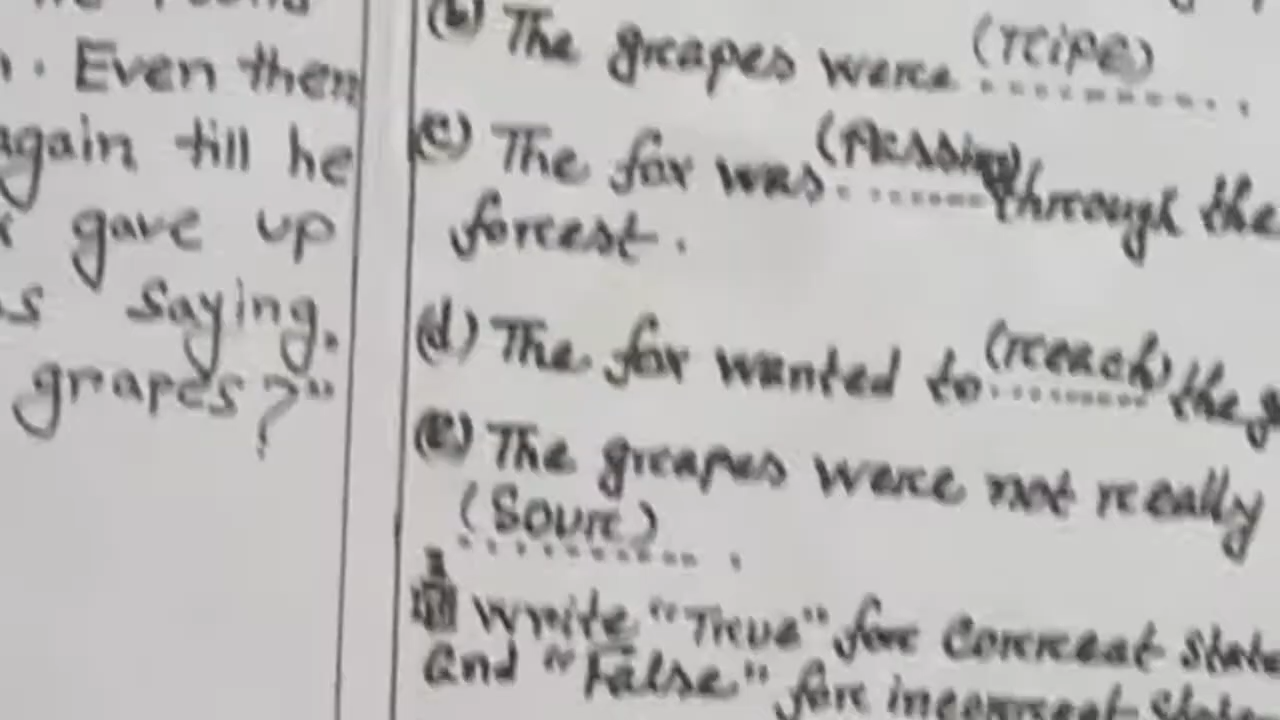 . Even then
again till he
gave up
saying.
grapes?"
(b) The grapes were (ripe) ..........
(c) The fox was (Passing) through the
forest.
(d) The fox wanted to (reach) the
(e) The grapes were not really
(Sour) ..........
Write "True" for correct state
and "False" for incorrect state